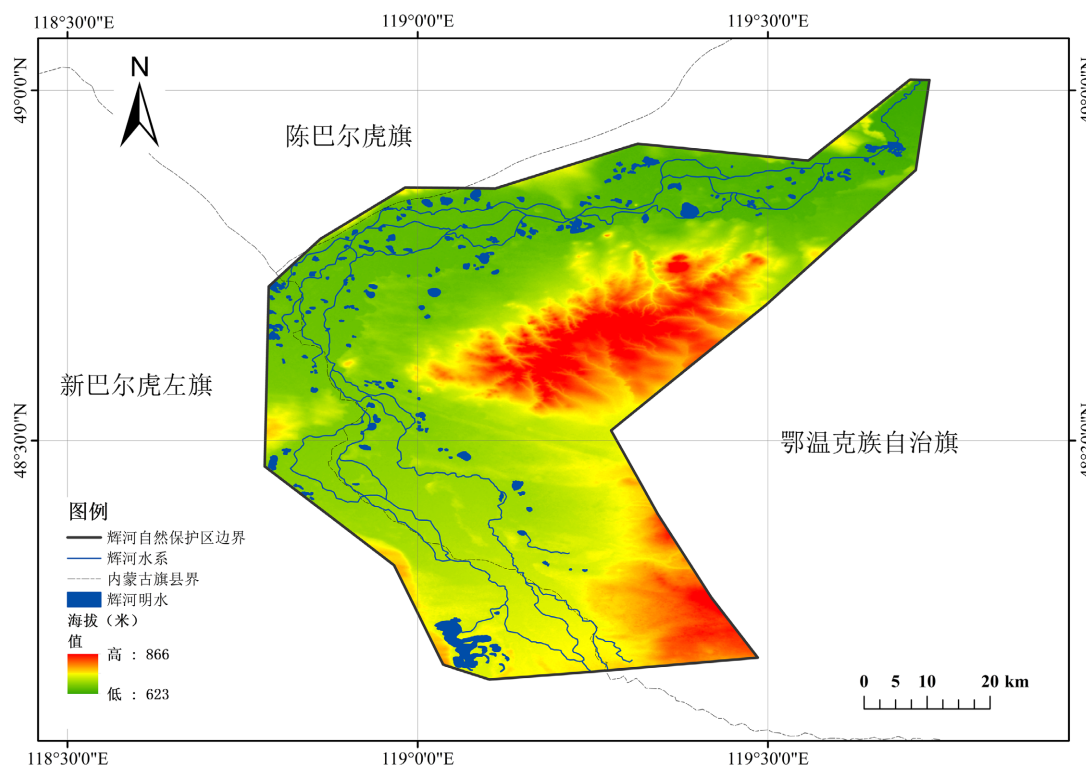 118°30'0"E
119°0'0"E
119°30'0"E
49°0'0"N
N
陈巴尔虎旗
新巴尔虎左旗
48°30'0"N
鄂温克族自治旗
图例
辉河自然保护区边界
辉河水系
内蒙古旗县界
辉河明水
海拔（米）
值
高 : 866
低 : 623
0 5 10 20 km
118°30'0"E
119°0'0"E
119°30'0"E